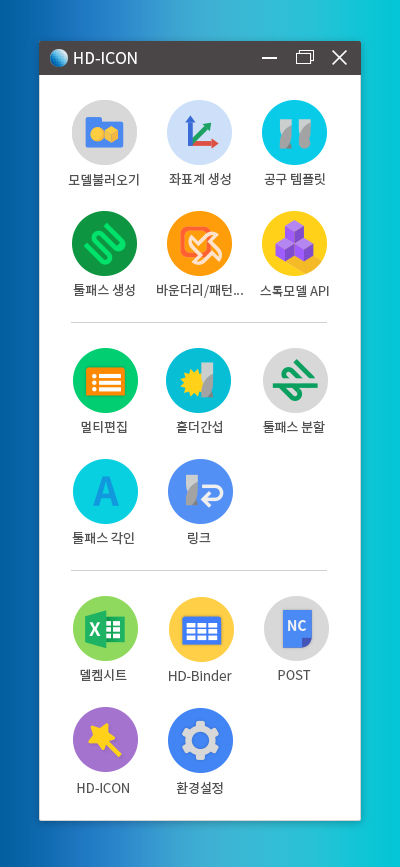 HD-ICON
모델불러오기 좌표계 생성 공구 템플릿
툴패스 생성 바운더리/패턴... 스톡모델 API
멀티편집 홀더간섭 툴패스 분할
A
툴패스 각인 링크
X NC
델켐시트 HD-Binder POST
HD-ICON 환경설정